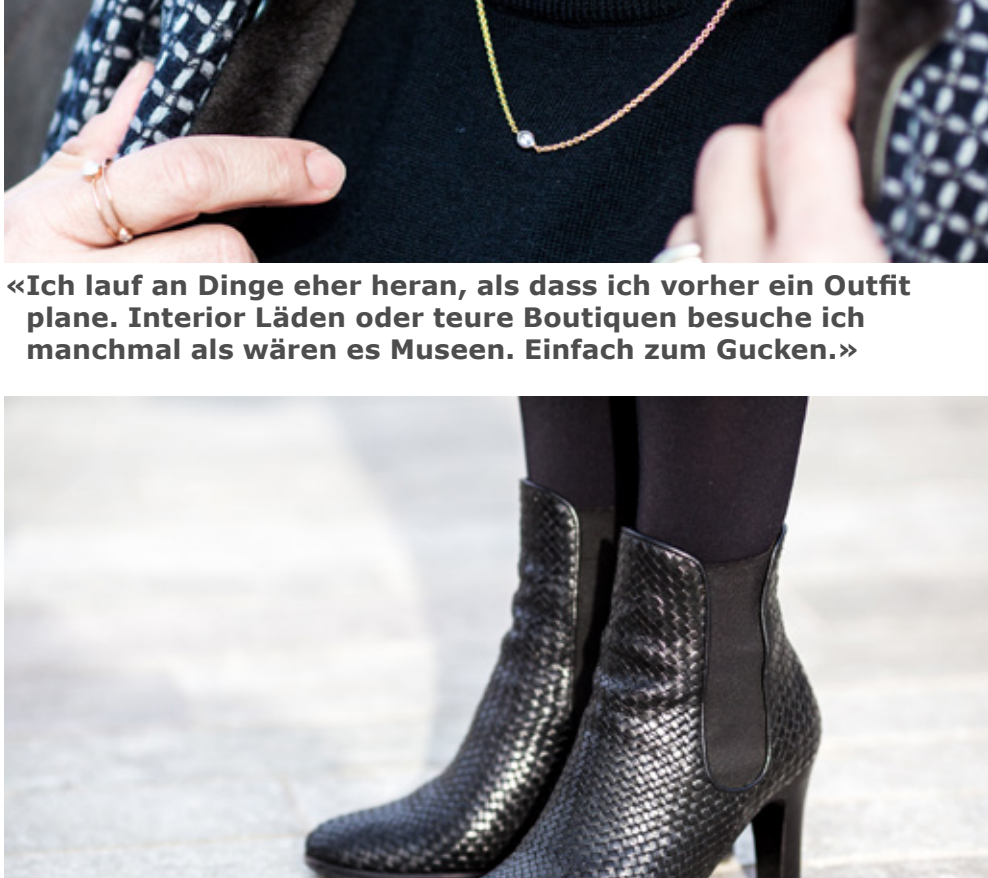 «Ich lauf an Dinge eher heran, als dass ich vorher ein Outfit
plane. Interior Läden oder teure Boutiquen besuche ich
manchmal als wären es Museen. Einfach zum Gucken.»